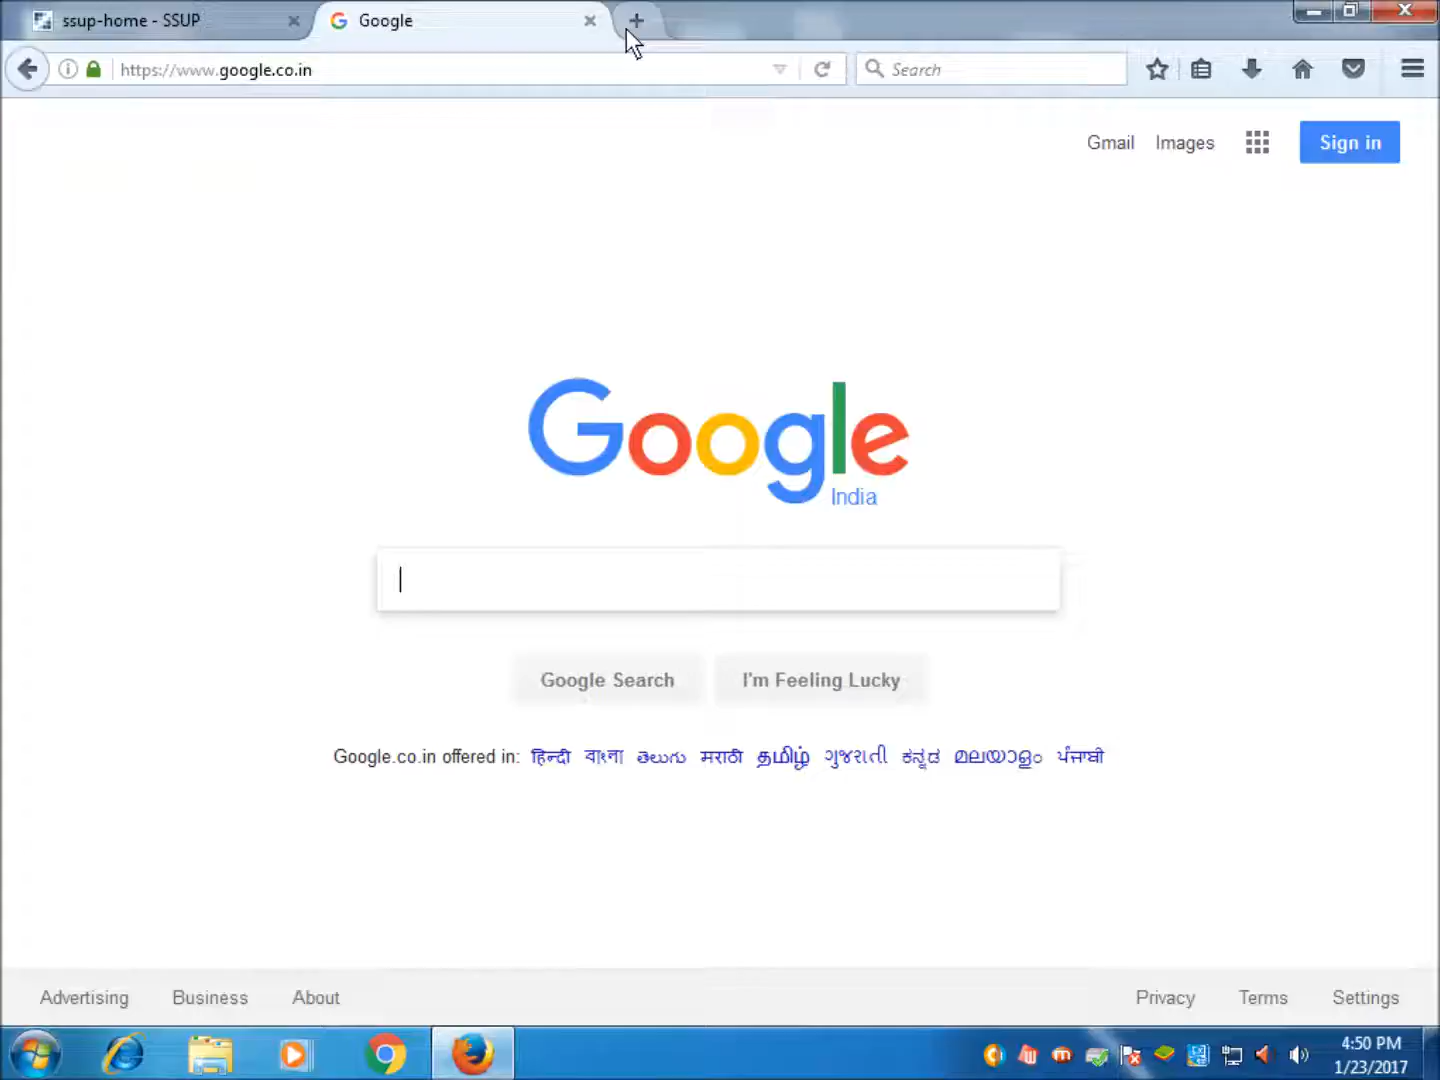 ssup-home - SSUP
Google
https://www.google.co.in
Search
Gmail Images Sign in
Google
India
Google Search I'm Feeling Lucky
Google.co.in offered in: हिन्दी বাংলা తెలుగు मराठी தமிழ் ગુજરાતી ಕನ್ನಡ മലയാളം ਪੰਜਾਬੀ
Advertising Business About Privacy Terms Settings
4:50 PM
1/23/2017